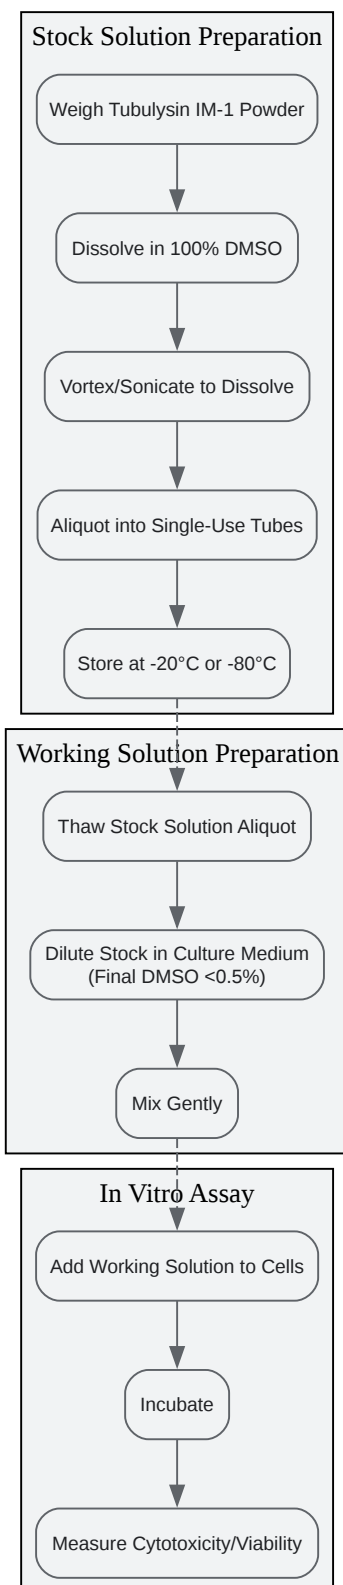 Stock Solution Preparation
Weigh Tubulysin IM-1 Powder
Dissolve in 100% DMSO
Vortex/Sonicate to Dissolve
Aliquot into Single-Use Tubes
Store at -20°C or -80°C
Working Solution Preparation
Thaw Stock Solution Aliquot
Dilute Stock in Culture Medium
(Final DMSO <0.5%)
Mix Gently
In Vitro Assay
Add Working Solution to Cells
Incubate
Measure Cytotoxicity/Viability